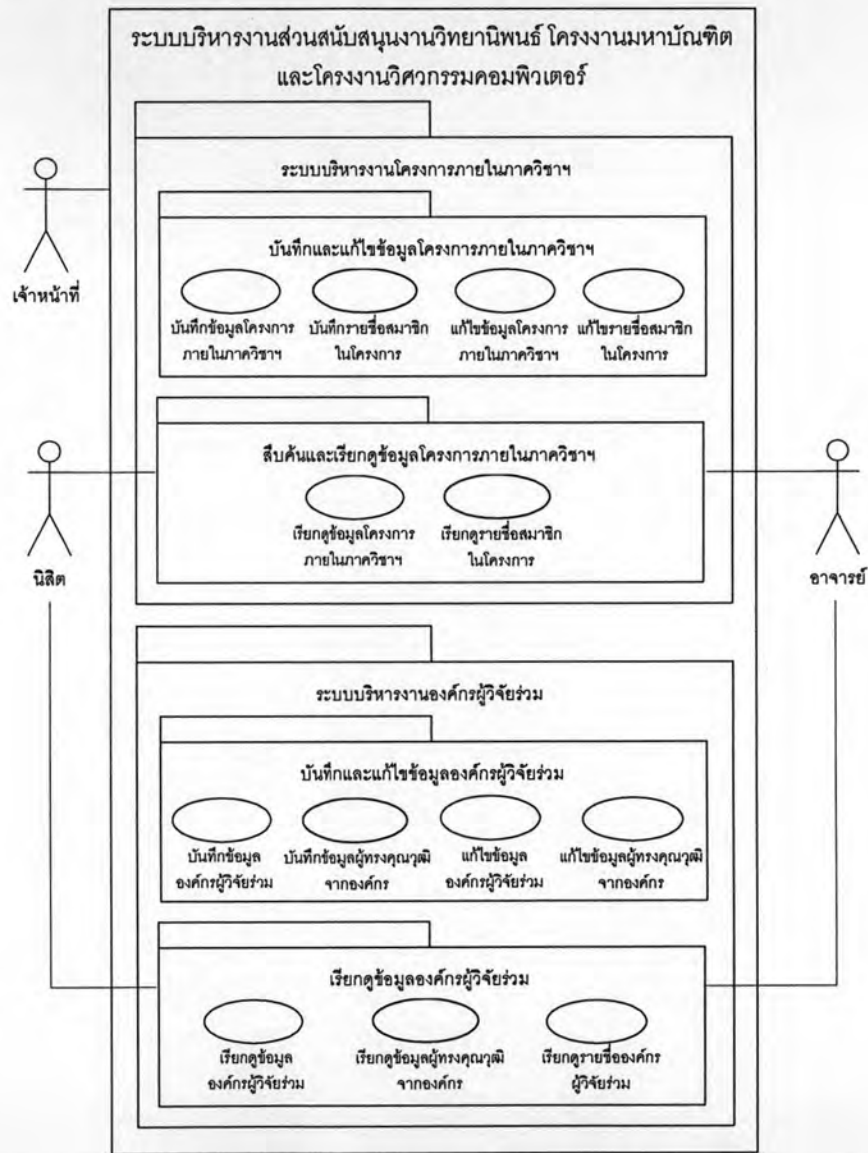 ระบบบริหารงานส่วนสนับสนุนงานวิทยานิพนธ์ โครงงานมหาบัณฑิต
และโครงงานวิศวกรรมคอมพิวเตอร์
ระบบบริหารงานโครงการภายในภาควิชาฯ
บันทึกและแก้ไขข้อมูลโครงการภายในภาควิชาฯ
เจ้าหน้าที่
บันทึกข้อมูลโครงการ
ภายในภาควิชาฯ
บันทึกรายชื่อสมาชิก
ในโครงการ
แก้ไขข้อมูลโครงการ
ภายในภาควิชาฯ
แก้ไขรายชื่อสมาชิก
ในโครงการ
สืบค้นและเรียกดูข้อมูลโครงการภายในภาควิชาฯ
เรียกดูข้อมูลโครงการ
ภายในภาควิชาฯ
เรียกดูรายชื่อสมาชิก
ในโครงการ
นิสิต
อาจารย์
ระบบบริหารงานองค์กรผู้วิจัยร่วม
บันทึกและแก้ไขข้อมูลองค์กรผู้วิจัยร่วม
บันทึกข้อมูล
องค์กรผู้วิจัยร่วม
บันทึกข้อมูลผู้ทรงคุณวุฒิ
จากองค์กร
แก้ไขข้อมูล
องค์กรผู้วิจัยร่วม
แก้ไขข้อมูลผู้ทรงคุณวุฒิ
จากองค์กร
เรียกดูข้อมูลองค์กรผู้วิจัยร่วม
เรียกดูข้อมูล
องค์กรผู้วิจัยร่วม
เรียกดูข้อมูลผู้ทรงคุณวุฒิ
จากองค์กร
เรียกดูรายชื่อองค์กร
ผู้วิจัยร่วม